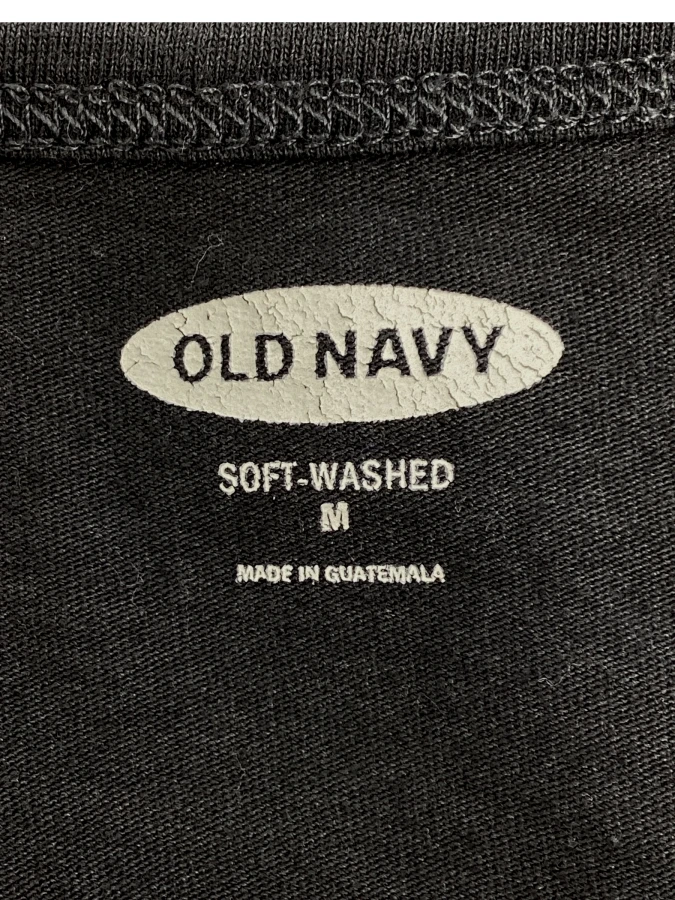 OLD NAVY
SOFT-WASHED
M
MADE IN GUATEMALA